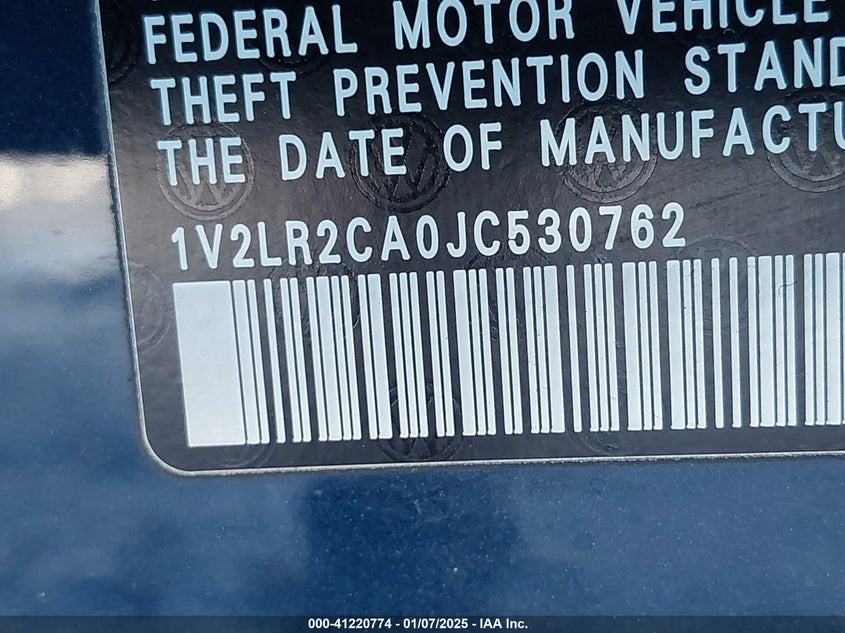 FEDERAL MOTOR VEHICLE
THEFT PREVENTION STAND
THE DATE OF MANUFACTU
1V2LR2CA0JC530762
000-41220774 - 01/07/2025 - IAA Inc.